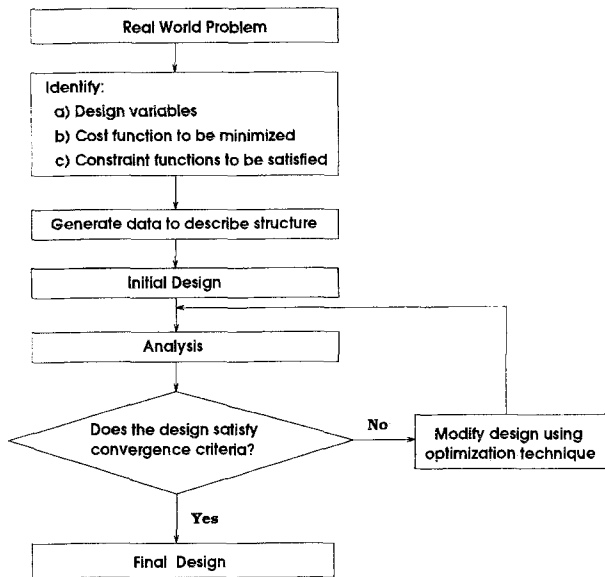 Real World Problem
Identify:
a) Design variables
b) Cost function to be minimized
c) Constraint functions to be satisfied
Generate data to describe structure
Initial Design
Analysis
Does the design satisfy
convergence criteria?
No
Modify design using
optimization technique
Yes
Final Design